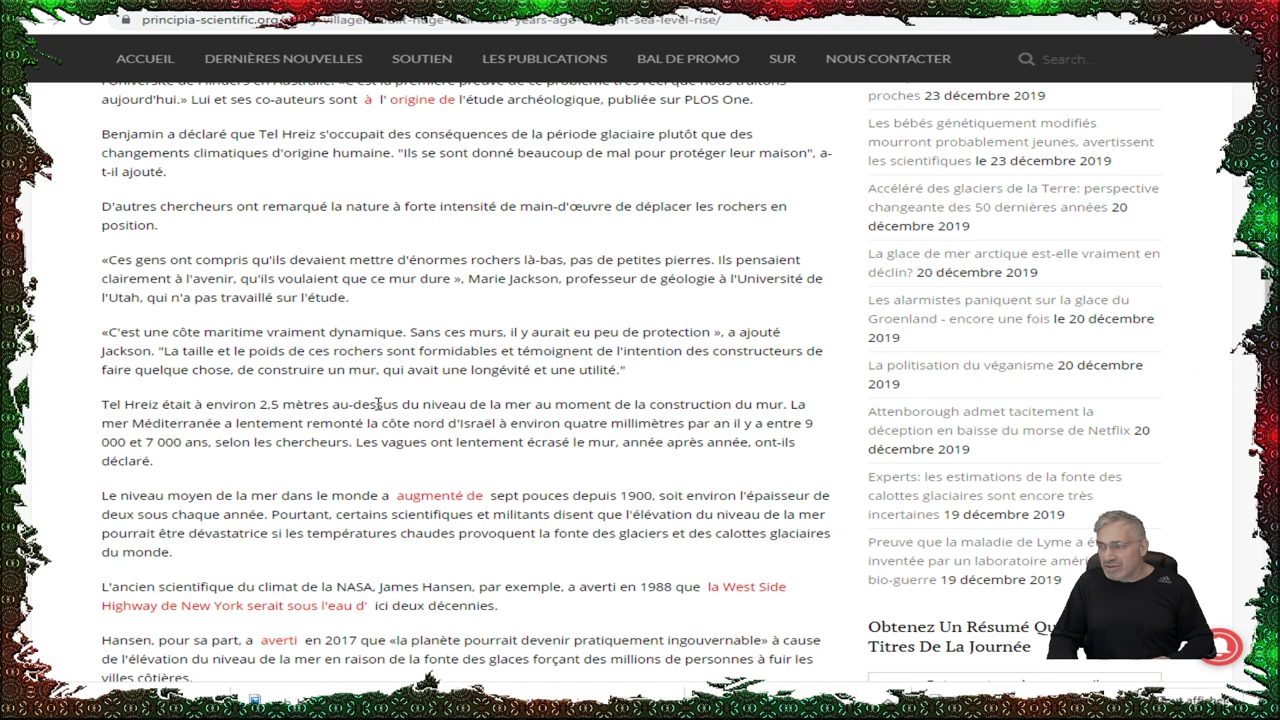 principia-scientific.org
sea-level-rise/
ACCUEIL
DERNIÈRES NOUVELLES
SOUTIEN
LES PUBLICATIONS
BAL DE PROMO
SUR
NOUS CONTACTER
Search...
aujourd'hui.» Lui et ses co-auteurs sont à l' origine de l'étude archéologique, publiée sur PLOS One.
Benjamin a déclaré que Tel Hreiz s'occupait des conséquences de la période glaciaire plutôt que des
changements climatiques d'origine humaine. "Ils se sont donné beaucoup de mal pour protéger leur maison", a-
t-il ajouté.
D'autres chercheurs ont remarqué la nature à forte intensité de main-d'œuvre de déplacer les rochers en
position.
«Ces gens ont compris qu'ils devaient mettre d'énormes rochers là-bas, pas de petites pierres. Ils pensaient
clairement à l'avenir, qu'ils voulaient que ce mur dure », Marie Jackson, professeur de géologie à l'Université de
l'Utah, qui n'a pas travaillé sur l'étude.
«C'est une côte maritime vraiment dynamique. Sans ces murs, il y aurait eu peu de protection », a ajouté
Jackson. "La taille et le poids de ces rochers sont formidables et témoignent de l'intention des constructeurs de
faire quelque chose, de construire un mur, qui avait une longévité et une utilité."
Tel Hreiz était à environ 2,5 mètres au-dessus du niveau de la mer au moment de la construction du mur. La
mer Méditerranée a lentement remonté la côte nord d'Israël à environ quatre millimètres par an il y a entre 9
000 et 7 000 ans, selon les chercheurs. Les vagues ont lentement écrasé le mur, année après année, ont-ils
déclaré.
Le niveau moyen de la mer dans le monde a augmenté de sept pouces depuis 1900, soit environ l'épaisseur de
deux sous chaque année. Pourtant, certains scientifiques et militants disent que l'élévation du niveau de la mer
pourrait être dévastatrice si les températures chaudes provoquent la fonte des glaciers et des calottes glaciaires
du monde.
L'ancien scientifique du climat de la NASA, James Hansen, par exemple, a averti en 1988 que la West Side
Highway de New York serait sous l'eau d' ici deux décennies.
Hansen, pour sa part, a averti en 2017 que «la planète pourrait devenir pratiquement ingouvernable» à cause
de l'élévation du niveau de la mer en raison de la fonte des glaces forçant des millions de personnes à fuir les
villes côtières.
proches 23 décembre 2019
Les bébés génétiquement modifiés
mourront probablement jeunes, avertissent
les scientifiques le 23 décembre 2019
Accéléré des glaciers de la Terre: perspective
changeante des 50 dernières années 20
décembre 2019
La glace de mer arctique est-elle vraiment en
déclin? 20 décembre 2019
Les alarmistes paniquent sur la glace du
Groenland - encore une fois le 20 décembre
2019
La politisation du véganisme 20 décembre
2019
Attenborough admet tacitement la
déception en baisse du morse de Netflix 20
décembre 2019
Experts: les estimations de la fonte des
calottes glaciaires sont encore très
incertaines 19 décembre 2019
Preuve que la maladie de Lyme a
inventée par un laboratoire
bio-guerre 19 décembre 2019
Obtenez Un Résumé
Titres De La Journée